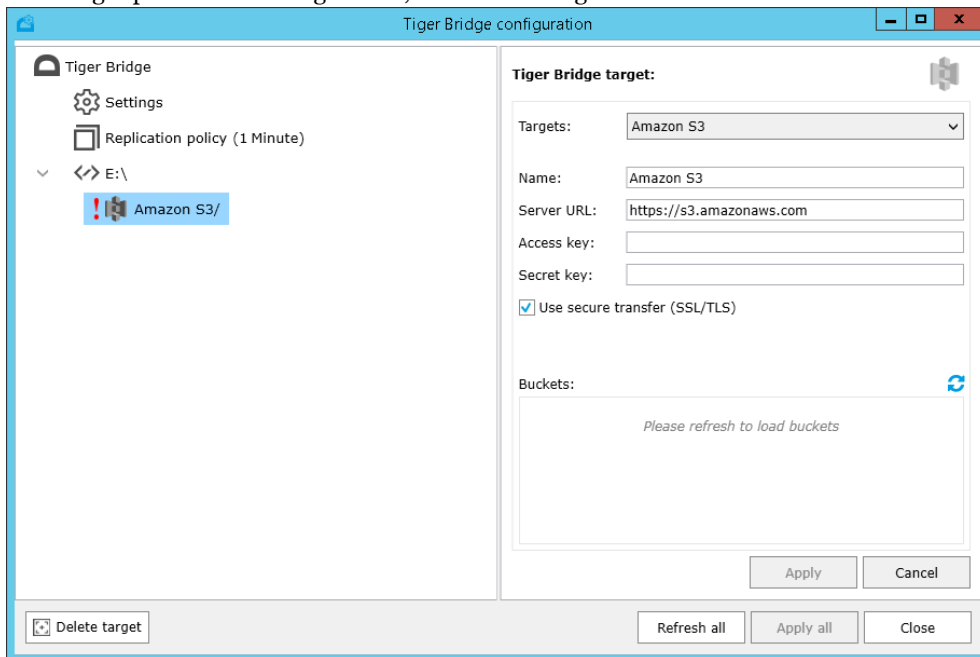 Tiger Bridge configuration
Tiger Bridge
Settings
Replication policy (1 Minute)
E:\
! Amazon S3/
Tiger Bridge target:
Targets: Amazon S3
Name: Amazon S3
Server URL: https://s3.amazonaws.com
Access key:
Secret key:
Use secure transfer (SSL/TLS)
Buckets:
Please refresh to load buckets
Apply Cancel
Delete target Refresh all Apply all Close